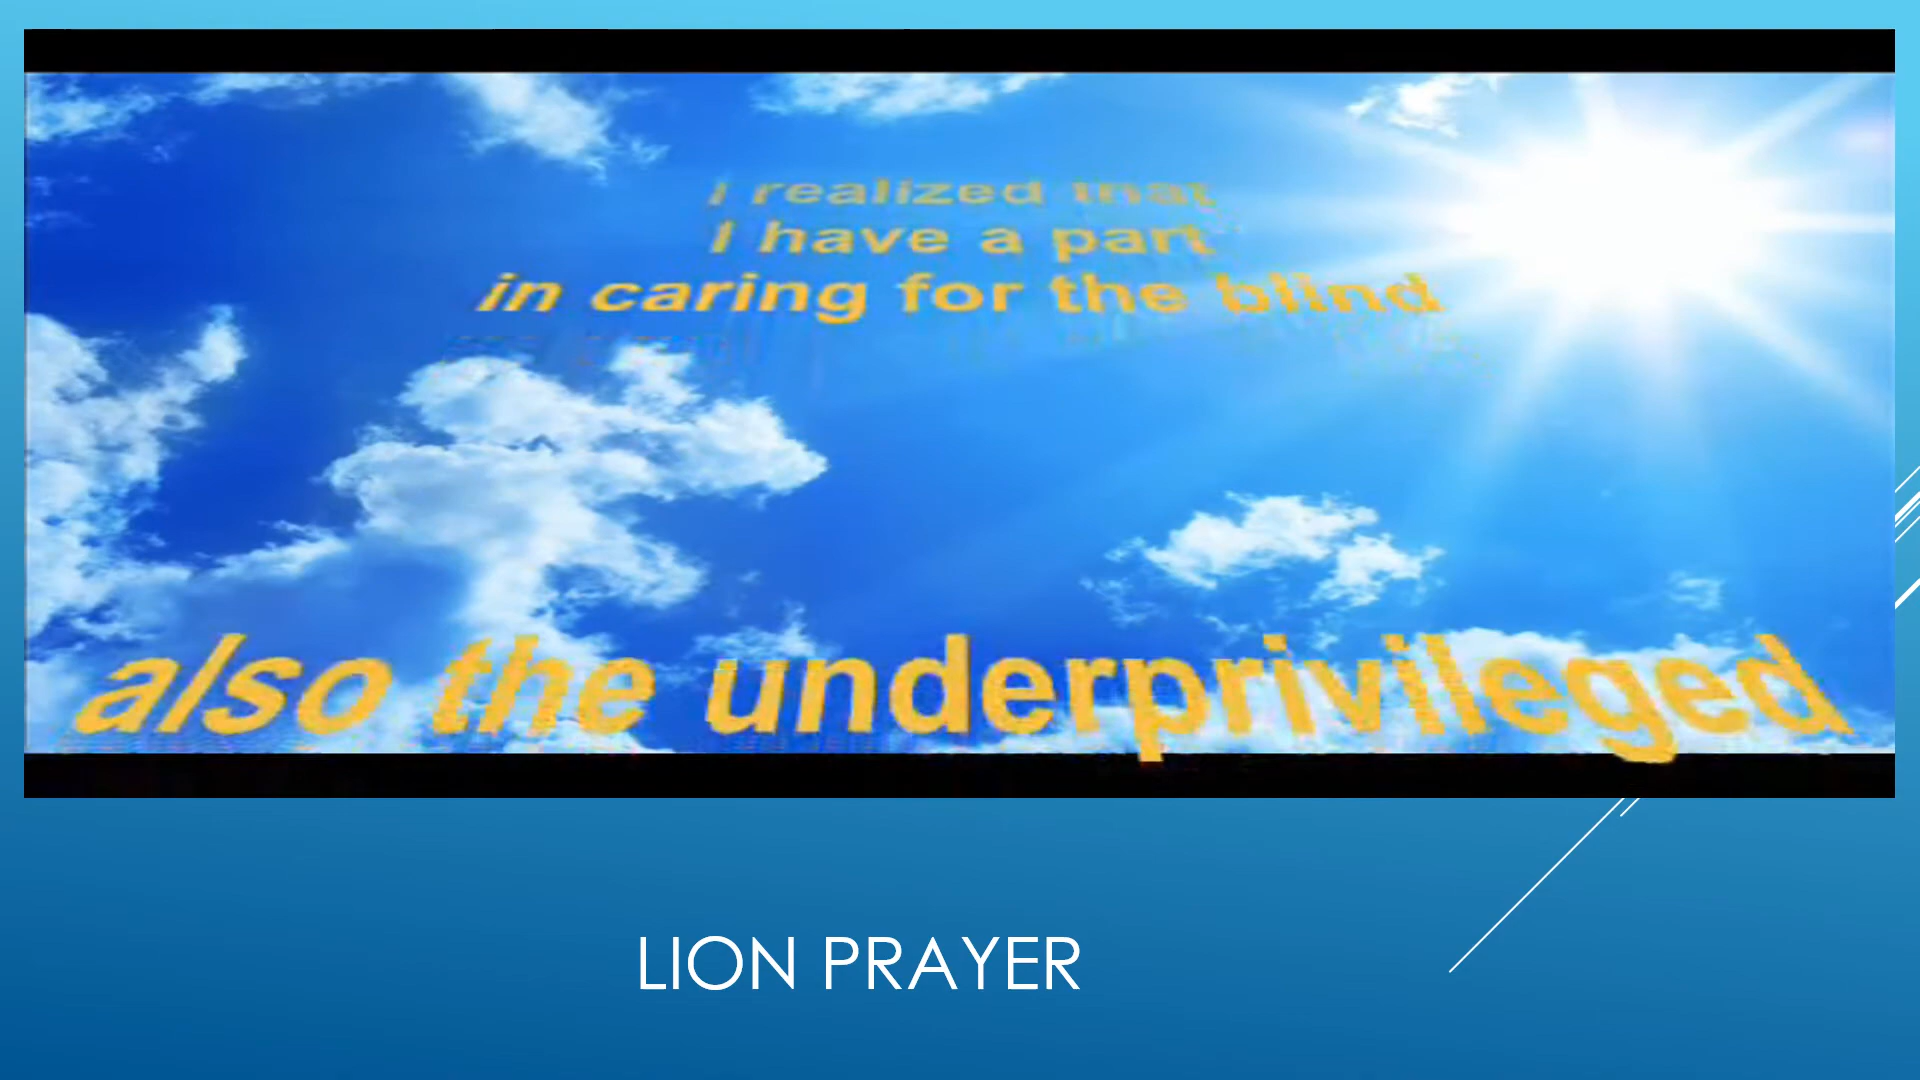 I realized that
I have a part
in caring for the blind
also the underprivileged
LION PRAYER